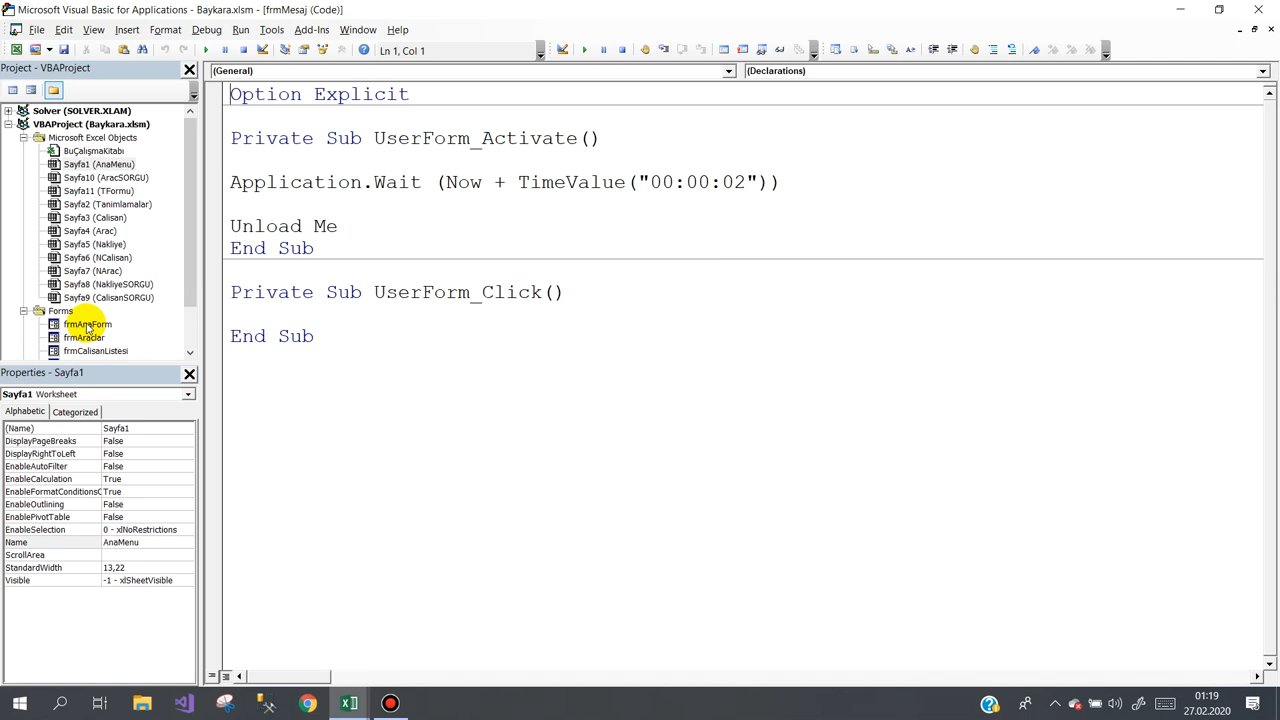 Microsoft Visual Basic for Applications - Baykara.xlsm - [frmMesaj (Code)]
File Edit View Insert Format Debug Run Tools Add-Ins Window Help
Ln 1, Col 1
Project - VBAProject
(General)
(Declarations)
Solver (SOLVER.XLAM)
VBAProject (Baykara.xlsm)
Microsoft Excel Objects
BuÇalışmaKitabı
Sayfa1 (AnaMenu)
Sayfa10 (AracSORGU)
Sayfa11 (TFormu)
Sayfa2 (Tanimlamalar)
Sayfa3 (Calisan)
Sayfa4 (Arac)
Sayfa5 (Nakliye)
Sayfa6 (NCalisan)
Sayfa7 (NArac)
Sayfa8 (NakliyeSORGU)
Sayfa9 (CalisanSORGU)
Forms
frmAnaForm
frmAraclar
frmCalisanListesi
Properties - Sayfa1
Sayfa1 Worksheet
Alphabetic Categorized
(Name) Sayfa1
DisplayPageBreaks False
DisplayRightToLeft False
EnableAutoFilter False
EnableCalculation True
EnableFormatConditionsC True
EnableOutlining False
EnablePivotTable False
EnableSelection 0 - xlNoRestrictions
Name AnaMenu
ScrollArea
StandardWidth 13,22
Visible -1 - xlSheetVisible
Option Explicit
Private Sub UserForm_Activate()
Application.Wait (Now + TimeValue("00:00:02"))
Unload Me
End Sub
Private Sub UserForm_Click()
End Sub
01:19
27.02.2020